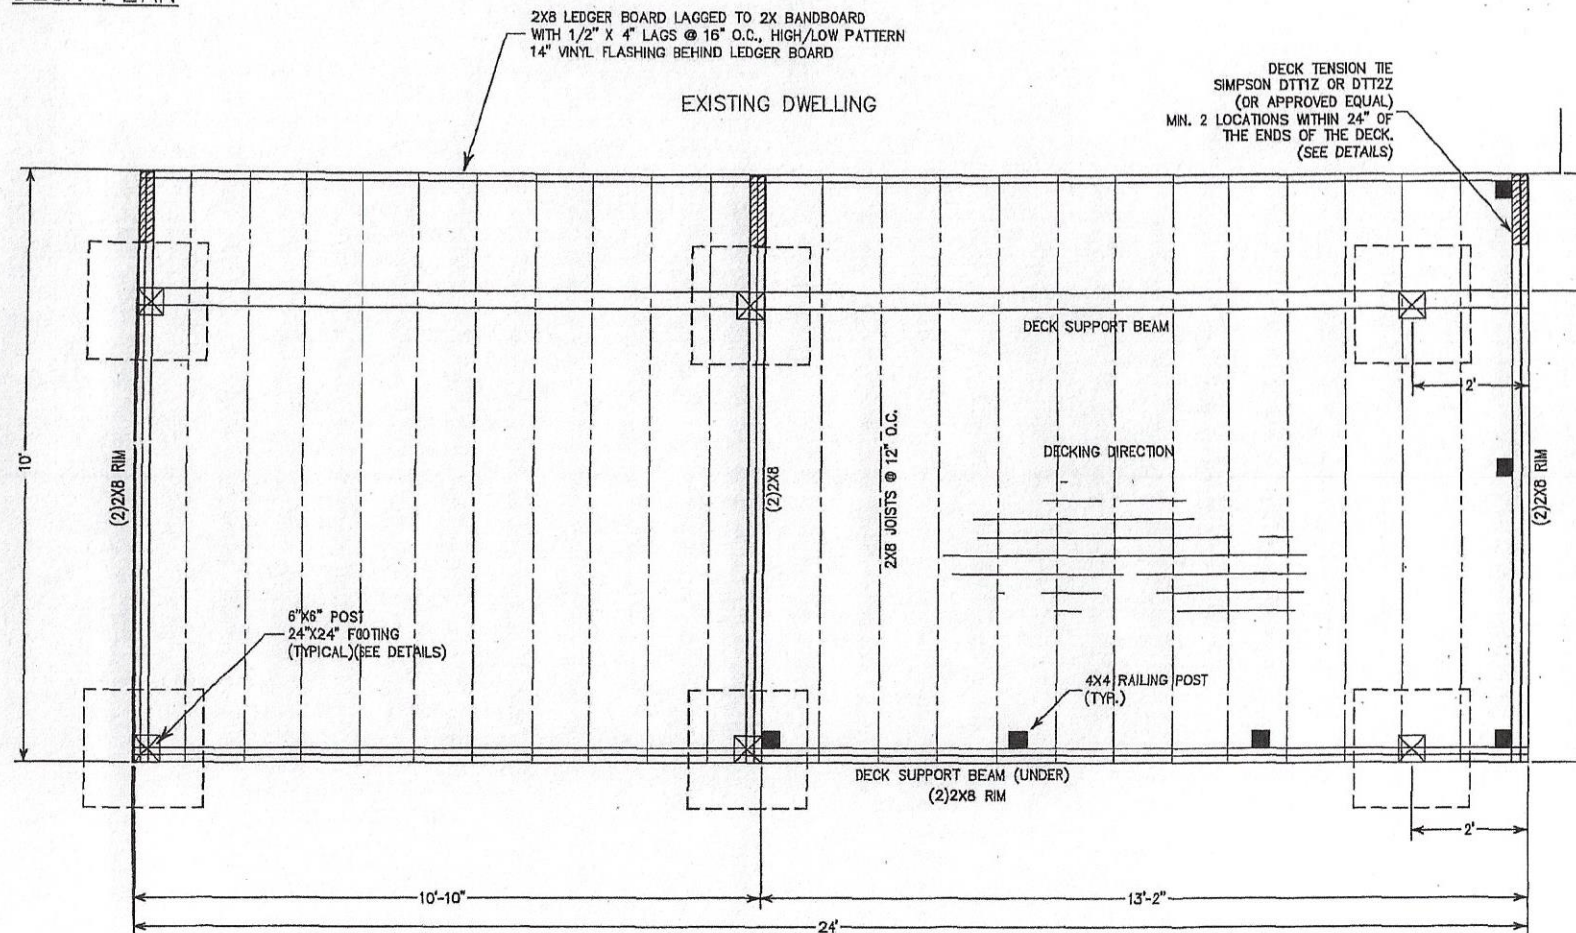 DECK PLAN
2X8 LEDGER BOARD LAGGED TO 2X BANDBOARD
WITH 1/2" X 4" LAGS @ 16" O.C., HIGH/LOW PATTERN
14" VINYL FLASHING BEHIND LEDGER BOARD
EXISTING DWELLING
DECK TENSION TIE
SIMPSON DTT1Z OR DTT2Z
(OR APPROVED EQUAL)
MIN. 2 LOCATIONS WITHIN 24" OF
THE ENDS OF THE DECK.
(SEE DETAILS)
DECK SUPPORT BEAM
2'
10'
(2)2X8 RIM
(2)2X8
2X8 JOISTS @ 12" O.C.
DECKING DIRECTION
(2)2X8 RIM
6"X6" POST
24"X24" FOOTING
(TYPICAL)(SEE DETAILS)
4X4 RAILING POST
(TYP.)
DECK SUPPORT BEAM (UNDER)
(2)2X8 RIM
2'
10'-10"
13'-2"
24'